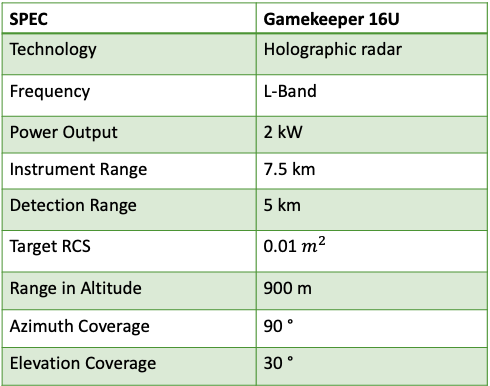 SPEC Gamekeeper 16U
Technology Holographic radar
Frequency L-Band
Power Output 2 kW
Instrument Range 7.5 km
Detection Range 5 km
Target RCS 0.01 m²
Range in Altitude 900 m
Azimuth Coverage 90 °
Elevation Coverage 30 °